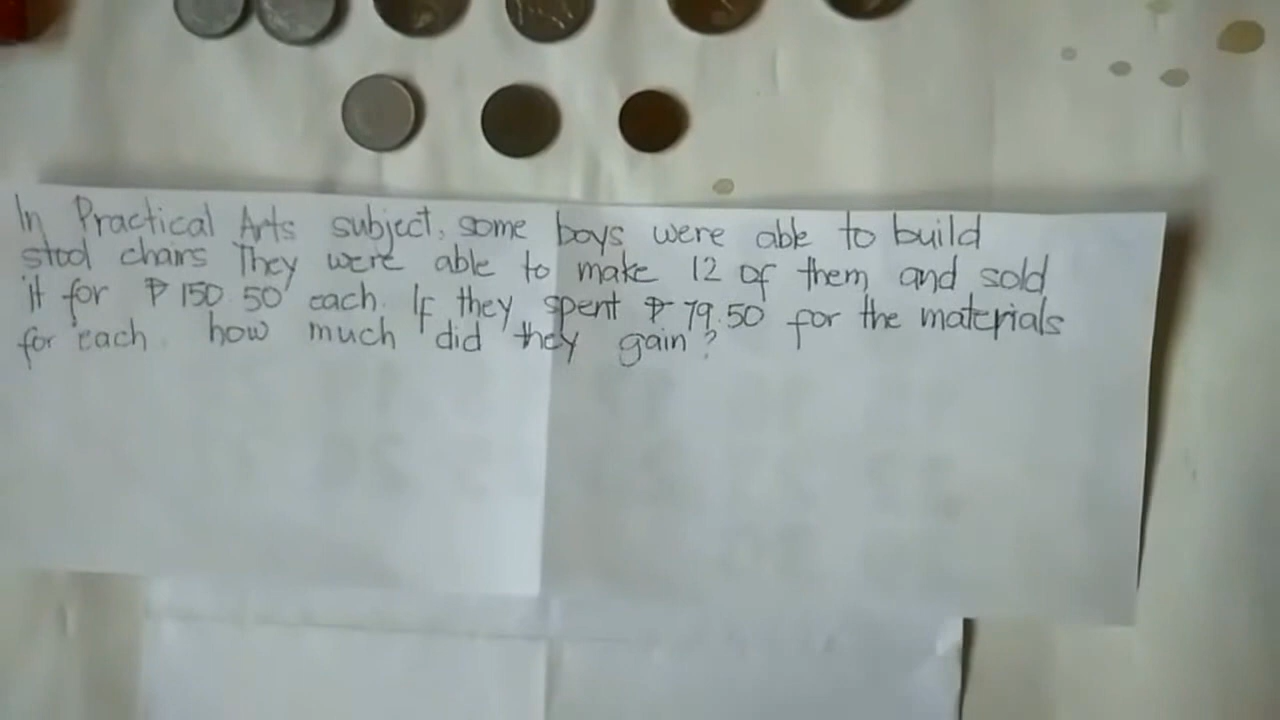 In Practical Arts subject, some boys were able to build
stool chairs They were able to make 12 of them and sold
it for ₱150.50 each. If they spent ₱79.50 for the materials
for each how much did they gain?